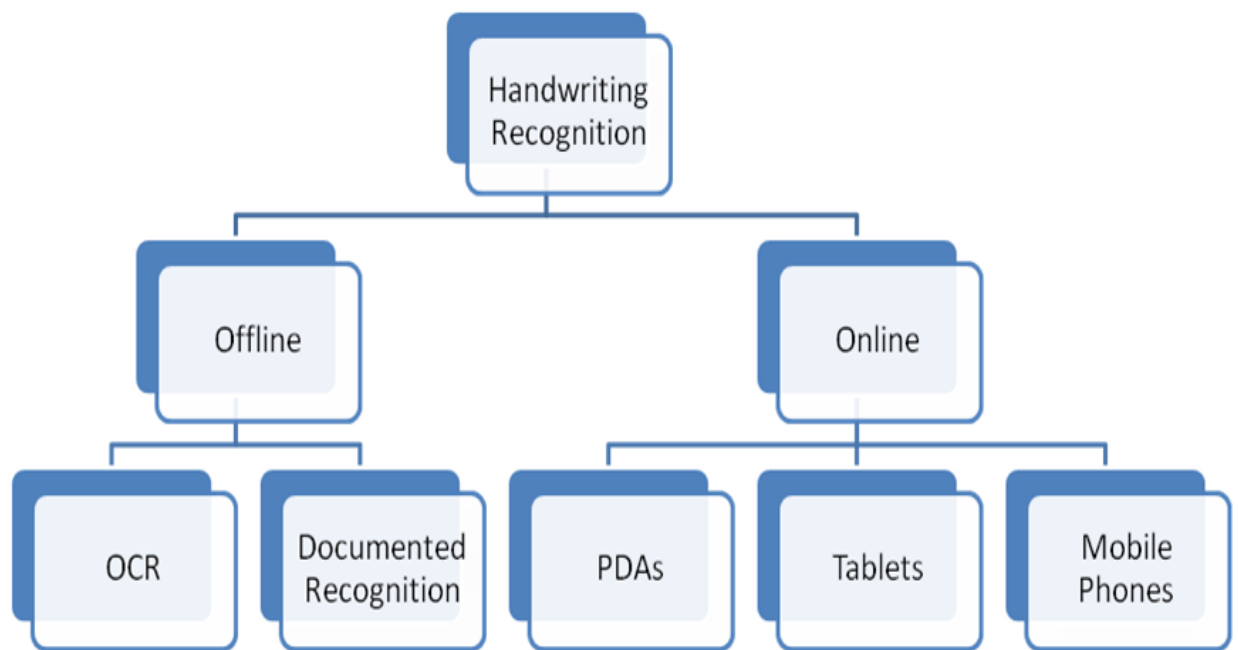 Handwriting
Recognition
Offline
Online
OCR
Documented
Recognition
PDAs
Tablets
Mobile
Phones